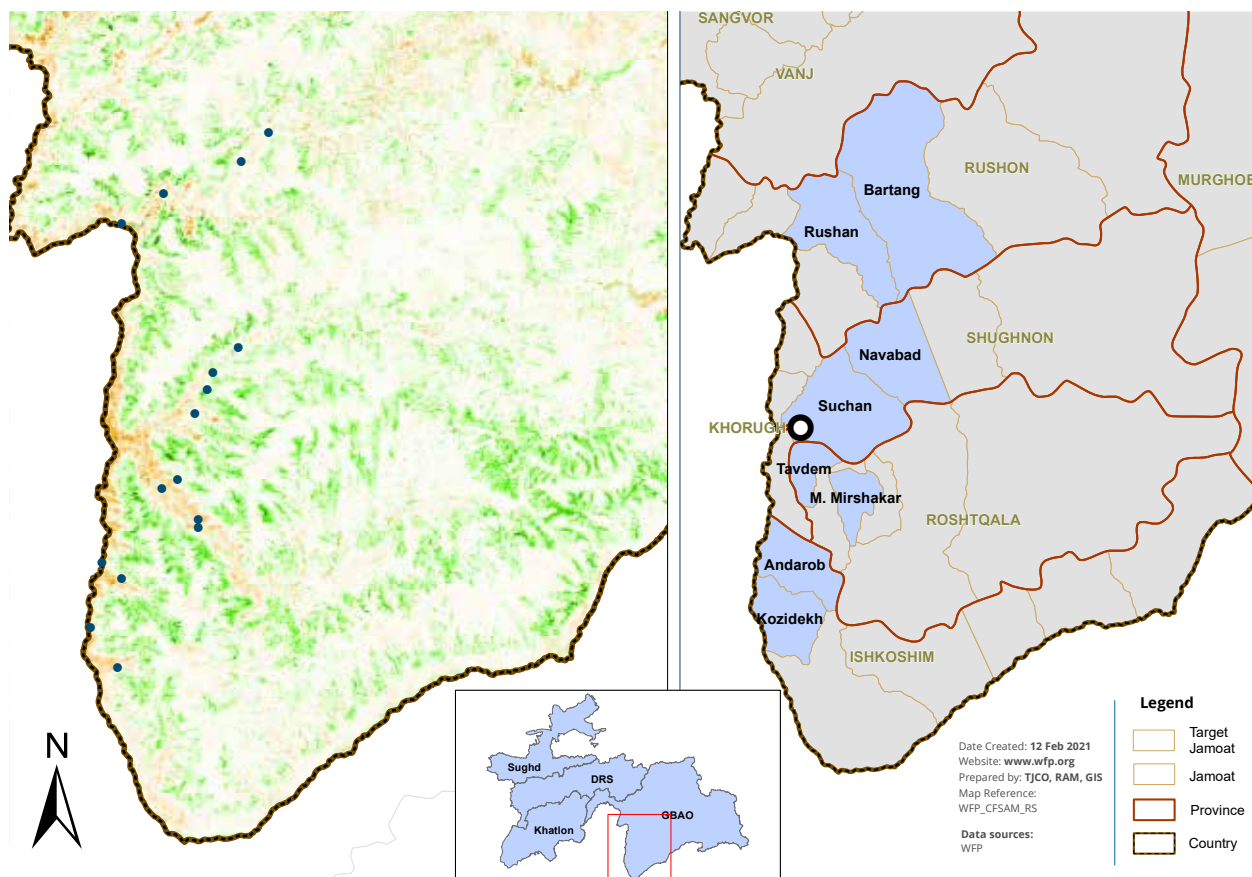 N
SANGVOR
VANJ
RUSHON
MURGHOB
Bartang
Rushan
Navabad
SHUGHNON
Suchan
KHORUGH
Tavdem
M. Mirshakar
ROSHTQALA
Andarob
Kozidekh
ISHKOSHIM
Sughd
DRS
GBAO
Khatlon
Date Created: 12 Feb 2021
Website: www.wfp.org
Prepared by: TJCO, RAM, GIS
Map Reference:
WFP_CFSAM_RS
Data sources:
WFP
Legend
Target
Jamoat
Jamoat
Province
Country